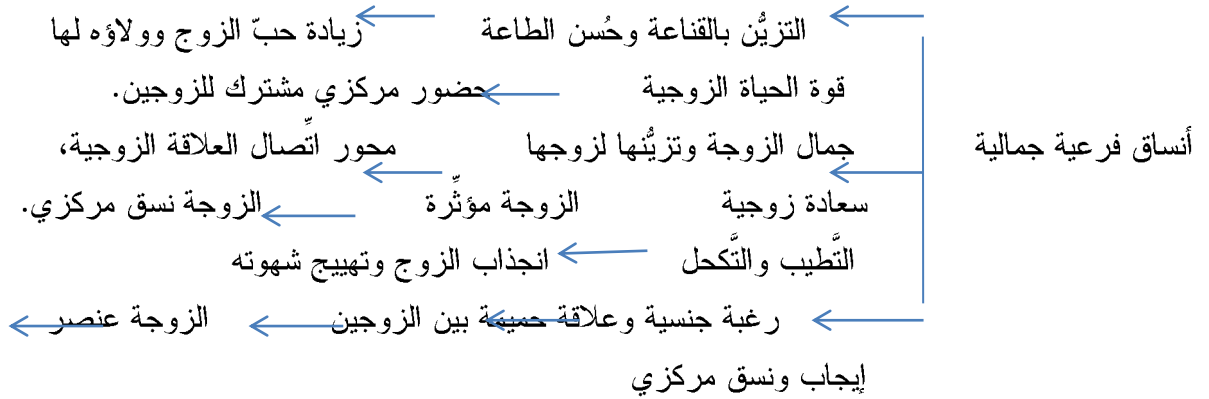 التزيُّن بالقناعة وحُسن الطاعة زيادة حبّ الزوج وولاؤه لها
قوة الحياة الزوجية حضور مركزي مشترك للزوجين.
أنساق فرعية جمالية جمال الزوجة وتزيُّنها لزوجها محور اتِّصال العلاقة الزوجية،
سعادة زوجية الزوجة مؤثِّرة الزوجة نسق مركزي.
التَّطيب والتَّكحل انجذاب الزوج وتهييج شهوته
رغبة جنسية وعلاقة حميمة بين الزوجين الزوجة عنصر
إيجاب ونسق مركزي